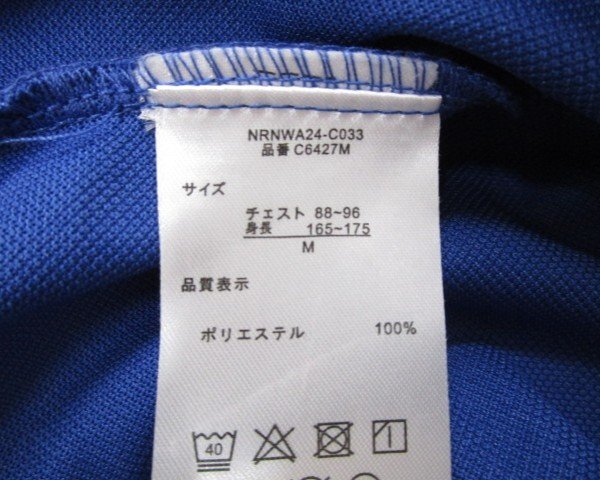 NRNWA24-C033
品番 C6427M
サイズ
チェスト 88~96
身長 165~175
M
品質表示
ポリエステル 100%
40